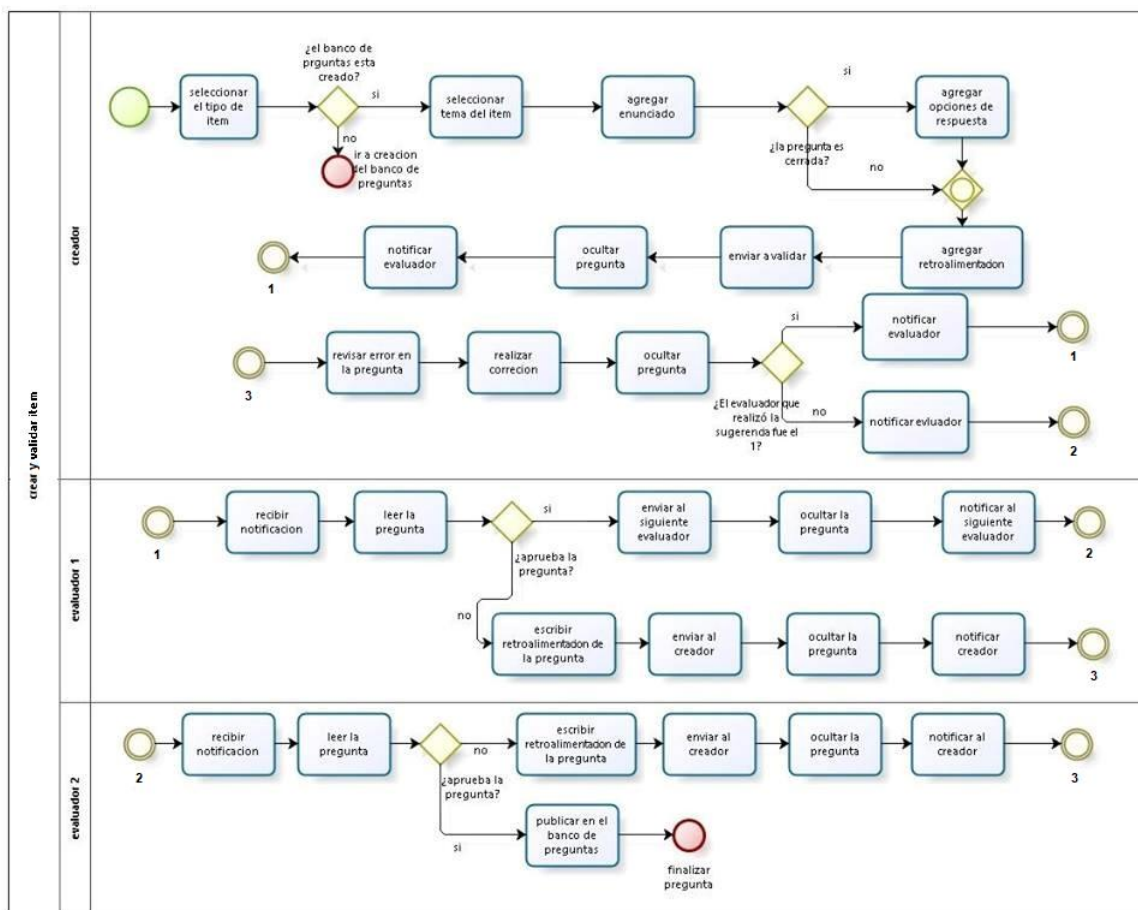 crear y validar item
creador
¿el banco de
prguntas esta
creado?
seleccionar
el tipo de
item
si
no
ir a creacion
del banco de
preguntas
seleccionar
tema del item
agregar
enunciado
¿la pregunta es
cerrada?
si
no
agregar
opciones de
respuesta
agregar
retroalimentacion
enviar a validar
ocultar
pregunta
notificar
evaluador
1
3
revisar error en
la pregunta
realizar
correcion
ocultar
pregunta
¿El evaluador que
realizó la
sugerencia fue el
1?
si
no
notificar
evaluador
1
notificar evluador
2
evaluador 1
1
recibir
notificacion
leer la
pregunta
¿aprueba la
pregunta?
si
enviar al
siguiente
evaluador
ocultar la
pregunta
notificar al
siguiente
evaluador
2
no
escribir
retroalimentacion de
la pregunta
enviar al
creador
ocultar la
pregunta
notificar
creador
3
evaluador 2
2
recibir
notificacion
leer la
pregunta
¿aprueba la
pregunta?
no
escribir
retroalimentacion de
la pregunta
enviar al
creador
ocultar la
pregunta
notificar al
creador
3
si
publicar en el
banco de
preguntas
finalizar
pregunta